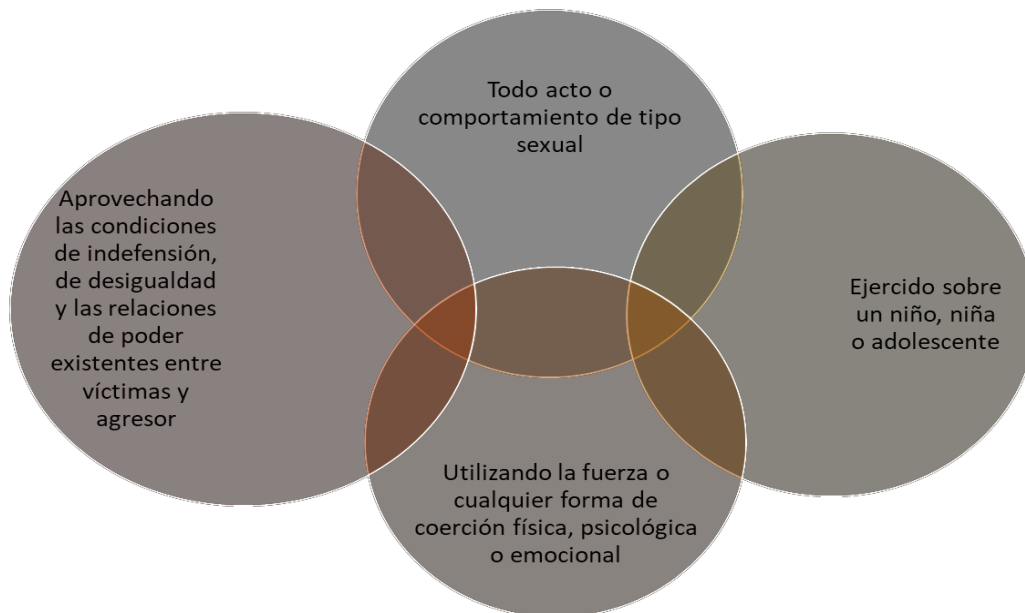 Todo acto o
comportamiento de tipo
sexual
Aprovechando
las condiciones
de indefensión,
de desigualdad
y las relaciones
de poder
existentes entre
víctimas y
agresor
Ejercido sobre
un niño, niña
o adolescente
Utilizando la fuerza o
cualquier forma de
coerción física, psicológica
o emocional